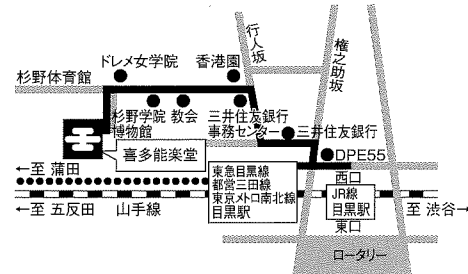 行人坂
権之助坂
ドレメ女学院
香港園
杉野体育館
杉野学院
博物館
教会
三井住友銀行
事務センター
三井住友銀行
喜多能楽堂
DPE55
←至 蒲田
東急目黒線
都営三田線
東京メトロ南北線
目黒駅
西口
JR線
目黒駅
東口
←至 五反田
山手線
至 渋谷→
ロータリー